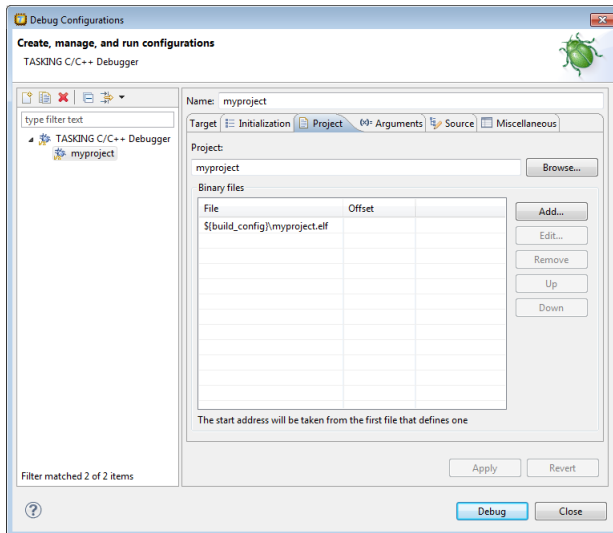 Debug Configurations
Create, manage, and run configurations
TASKING C/C++ Debugger
type filter text
TASKING C/C++ Debugger
myproject
Filter matched 2 of 2 items
Name: myproject
Target Initialization Project (x)= Arguments Source Miscellaneous
Project:
myproject Browse...
Binary files
File Offset
${build_config}\myproject.elf
Add...
Edit...
Remove
Up
Down
The start address will be taken from the first file that defines one
Apply Revert
? Debug Close